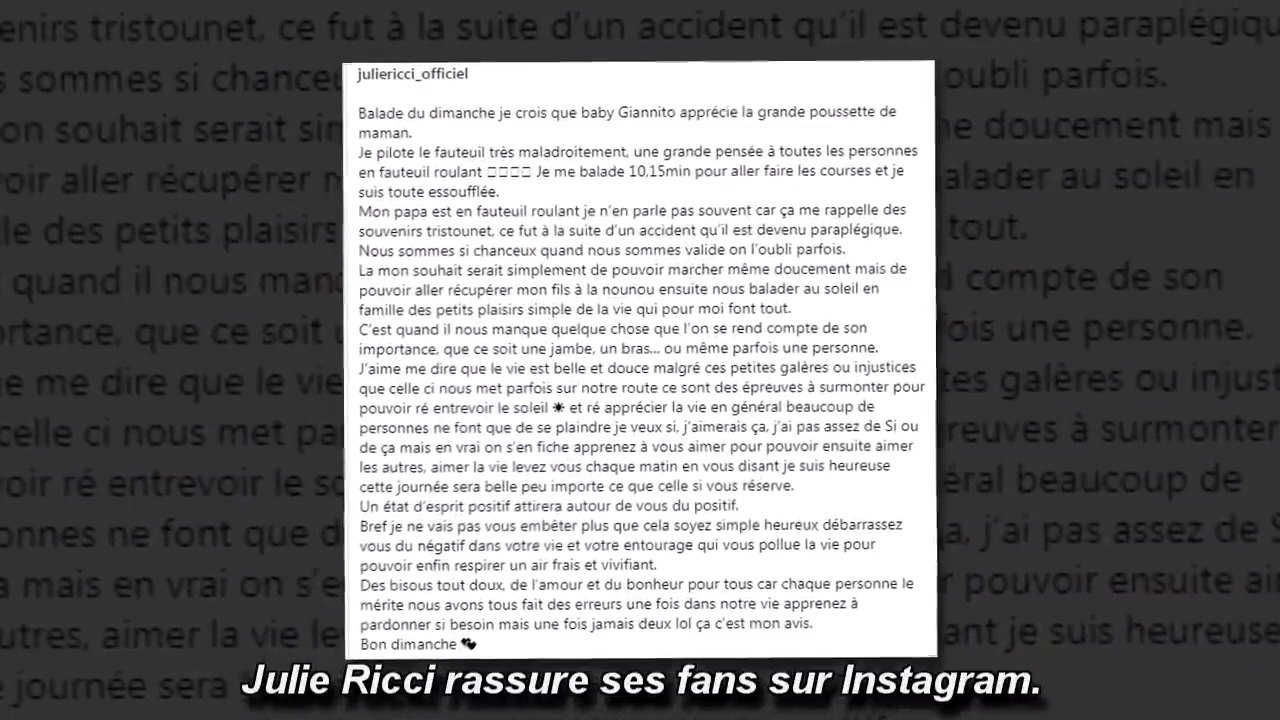 juliericci_officiel
Balade du dimanche je crois que baby Giannito apprécie la grande poussette de
maman.
Je pilote le fauteuil très maladroitement, une grande pensée à toutes les personnes
en fauteuil roulant □□□□ Je me balade 10,15min pour aller faire les courses et je
suis toute essoufflée.
Mon papa est en fauteuil roulant je n'en parle pas souvent car ça me rappelle des
souvenirs tristounet, ce fut à la suite d'un accident qu'il est devenu paraplégique.
Nous sommes si chanceux quand nous sommes valide on l'oubli parfois.
La mon souhait serait simplement de pouvoir marcher même doucement mais de
pouvoir aller récupérer mon fils à la nounou ensuite nous balader au soleil en
famille des petits plaisirs simple de la vie qui pour moi font tout.
C'est quand il nous manque quelque chose que l'on se rend compte de son
importance, que ce soit une jambe, un bras... ou même parfois une personne.
J'aime me dire que le vie est belle et douce malgré ces petites galères ou injustices
que celle ci nous met parfois sur notre route ce sont des épreuves à surmonter pour
pouvoir ré entrevoir le soleil ☀ et ré apprécier la vie en général beaucoup de
personnes ne font que de se plaindre je veux si, j'aimerais ça, j'ai pas assez de Si ou
de ça mais en vrai on s'en fiche apprenez à vous aimer pour pouvoir ensuite aimer
les autres, aimer la vie levez vous chaque matin en vous disant je suis heureuse
cette journée sera belle peu importe ce que celle si vous réserve.
Un état d'esprit positif attirera autour de vous du positif.
Bref je ne vais pas vous embêter plus que cela soyez simple heureux débarrassez
vous du négatif dans votre vie et votre entourage qui vous pollue la vie pour
pouvoir enfin respirer un air frais et vivifiant.
Des bisous tout doux, de l'amour et du bonheur pour tous car chaque personne le
mérite nous avons tous fait des erreurs une fois dans notre vie apprenez à
pardonner si besoin mais une fois jamais deux lol ça c'est mon avis.
Bon dimanche 💕
Julie Ricci rassure ses fans sur Instagram.